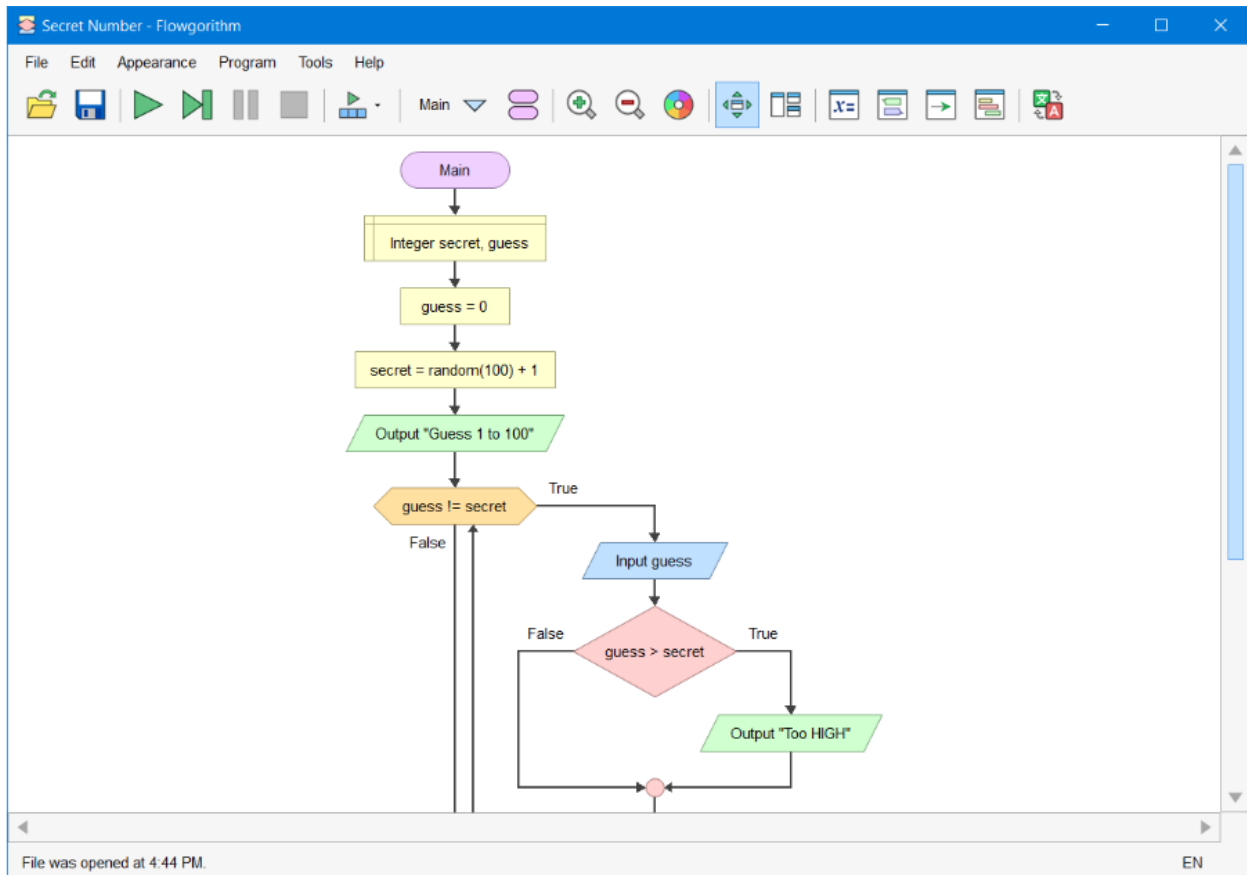 Secret Number - Flowgorithm
File Edit Appearance Program Tools Help
Main
x=
A
Main
Integer secret, guess
guess = 0
secret = random(100) + 1
Output "Guess 1 to 100"
guess != secret
True
False
Input guess
guess > secret
False
True
Output "Too HIGH"
File was opened at 4:44 PM.
EN